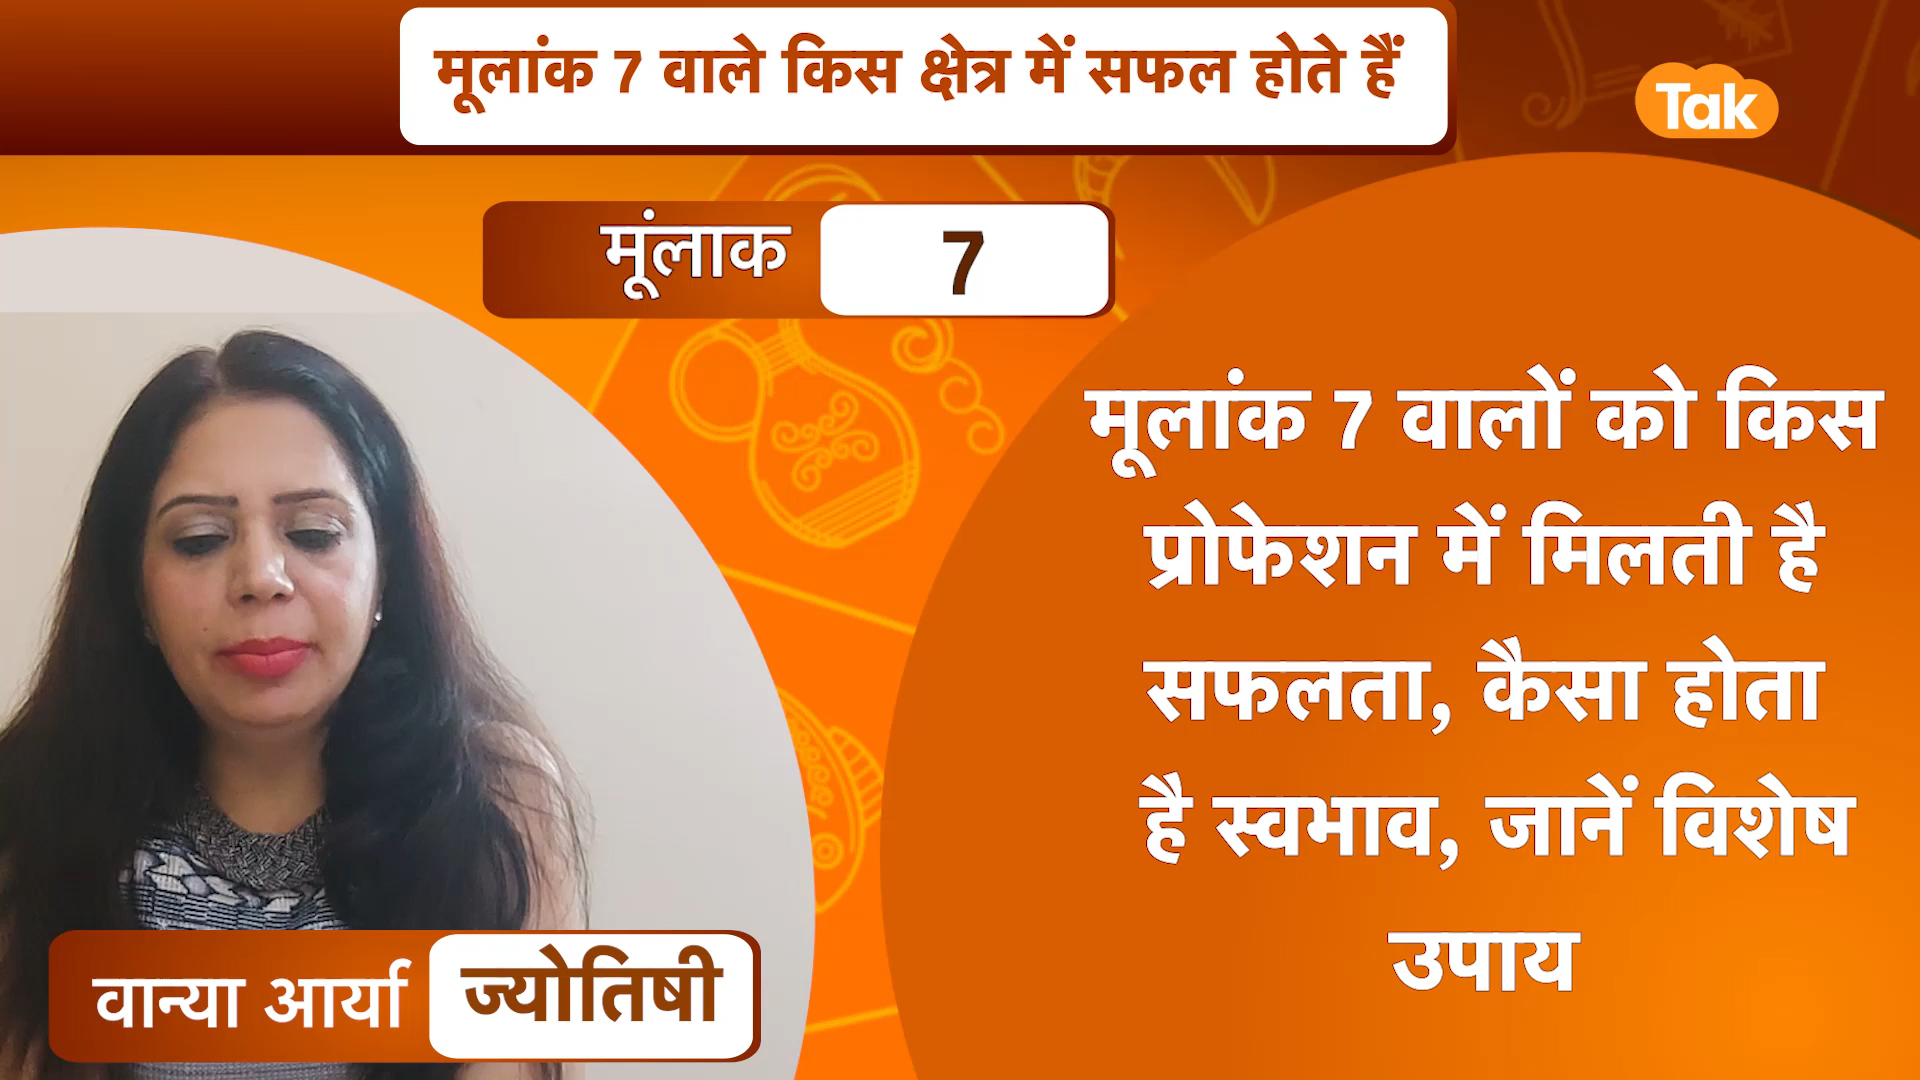 मूलांक 7 वाले किस क्षेत्र में सफल होते हैं
Tak
मूंलाक 7
मूलांक 7 वालों को किस
प्रोफेशन में मिलती है
सफलता, कैसा होता
है स्वभाव, जानें विशेष
उपाय
वान्या आर्या ज्योतिषी